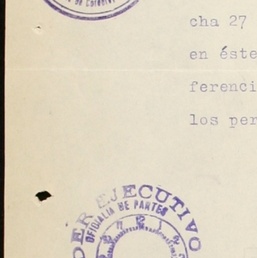 cha 27
en éste
ferenci
los per
PODER EJECUTIVO
OFICIALIA DE PARTES